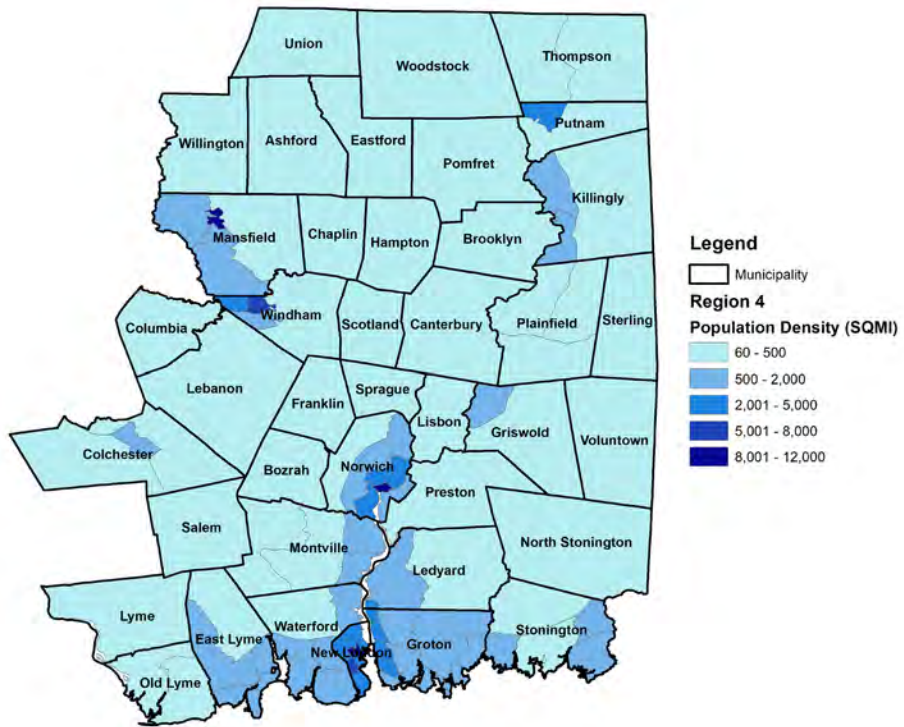 Union
Woodstock
Thompson
Putnam
Willington
Ashford
Eastford
Pomfret
Killingly
Mansfield
Chaplin
Hampton
Brooklyn
Windham
Scotland
Canterbury
Plainfield
Sterling
Columbia
Lebanon
Franklin
Sprague
Lisbon
Griswold
Voluntown
Colchester
Bozrah
Norwich
Preston
Salem
Montville
Ledyard
North Stonington
Lyme
East Lyme
Waterford
New London
Groton
Stonington
Old Lyme
Legend
Municipality
Region 4
Population Density (SQMI)
60 - 500
500 - 2,000
2,001 - 5,000
5,001 - 8,000
8,001 - 12,000